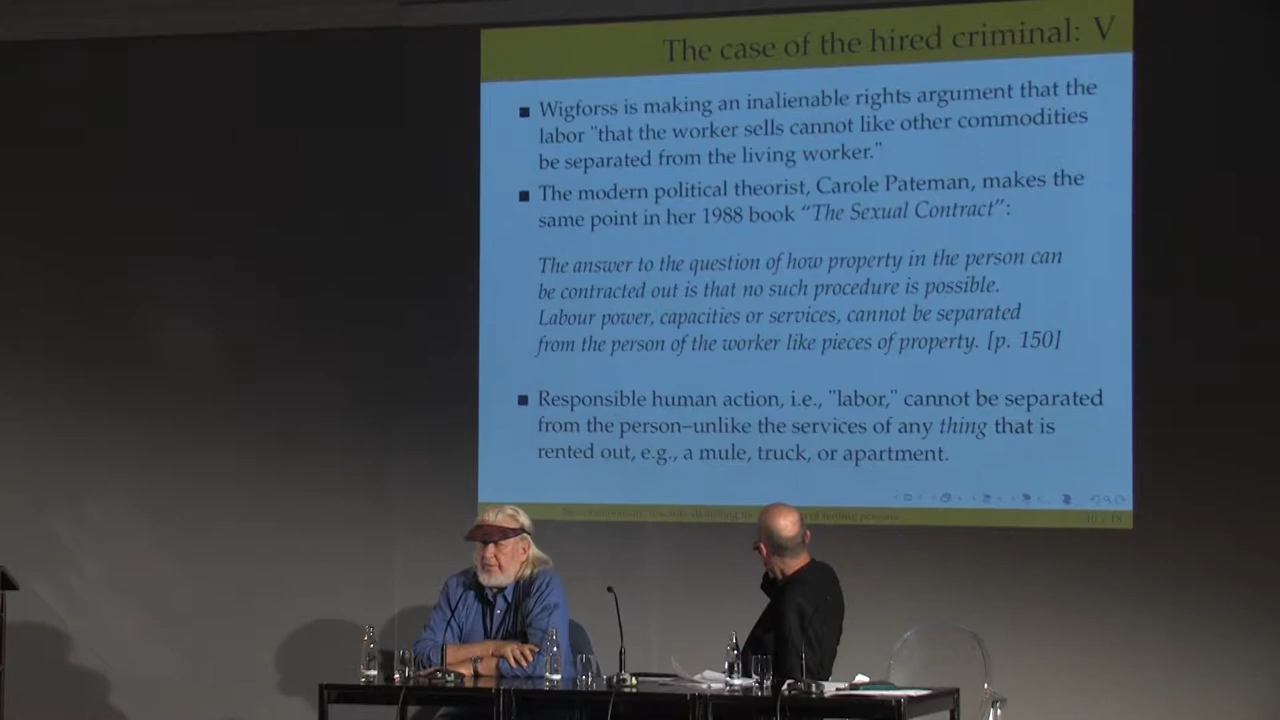 The case of the hired criminal: V
■ Wigforss is making an inalienable rights argument that the
labor "that the worker sells cannot like other commodities
be separated from the living worker."
■ The modern political theorist, Carole Pateman, makes the
same point in her 1988 book “The Sexual Contract”:
The answer to the question of how property in the person can
be contracted out is that no such procedure is possible.
Labour power, capacities or services, cannot be separated
from the person of the worker like pieces of property. [p. 150]
■ Responsible human action, i.e., "labor," cannot be separated
from the person–unlike the services of any thing that is
rented out, e.g., a mule, truck, or apartment.
of renting persons